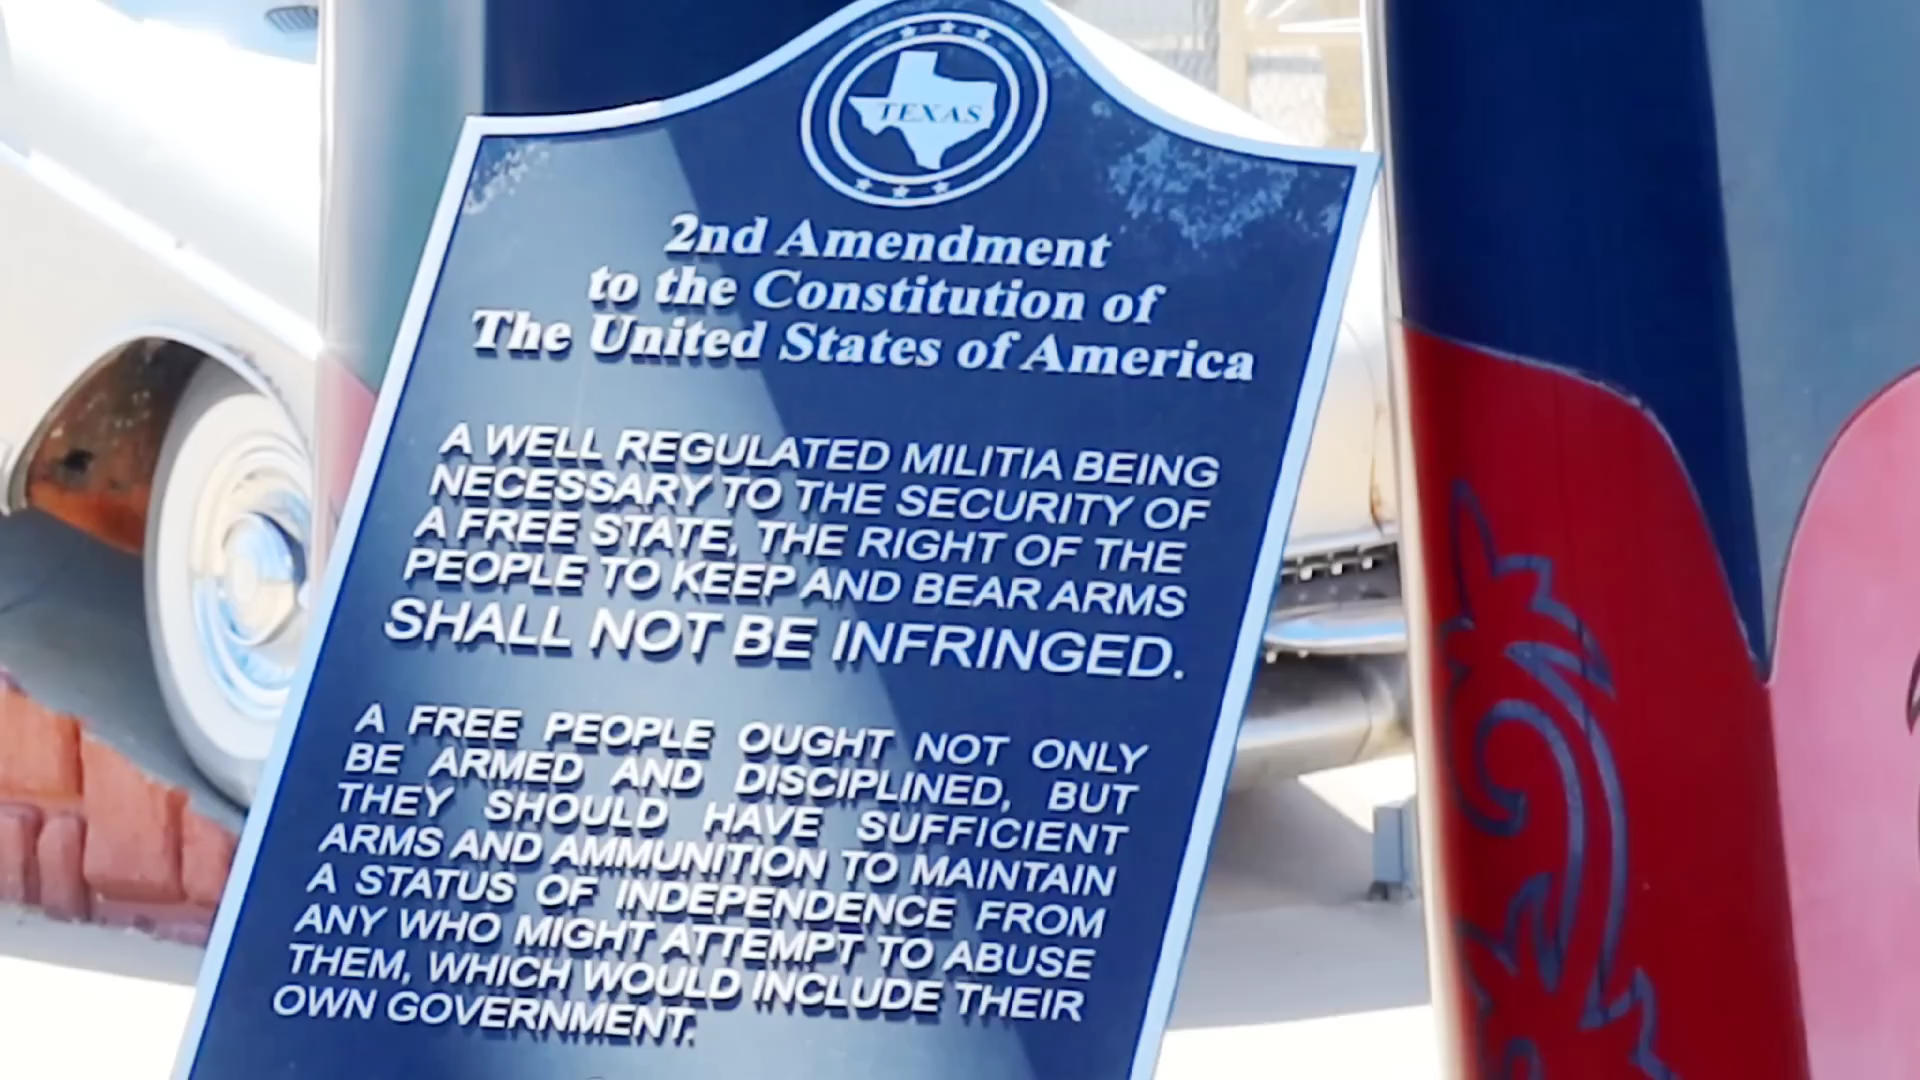 TEXAS
2nd Amendment
to the Constitution of
The United States of America
A WELL REGULATED MILITIA BEING
NECESSARY TO THE SECURITY OF
A FREE STATE, THE RIGHT OF THE
PEOPLE TO KEEP AND BEAR ARMS
SHALL NOT BE INFRINGED.
A FREE PEOPLE OUGHT NOT ONLY
BE ARMED AND DISCIPLINED, BUT
THEY SHOULD HAVE SUFFICIENT
ARMS AND AMMUNITION TO MAINTAIN
A STATUS OF INDEPENDENCE FROM
ANY WHO MIGHT ATTEMPT TO ABUSE
THEM, WHICH WOULD INCLUDE THEIR
OWN GOVERNMENT.